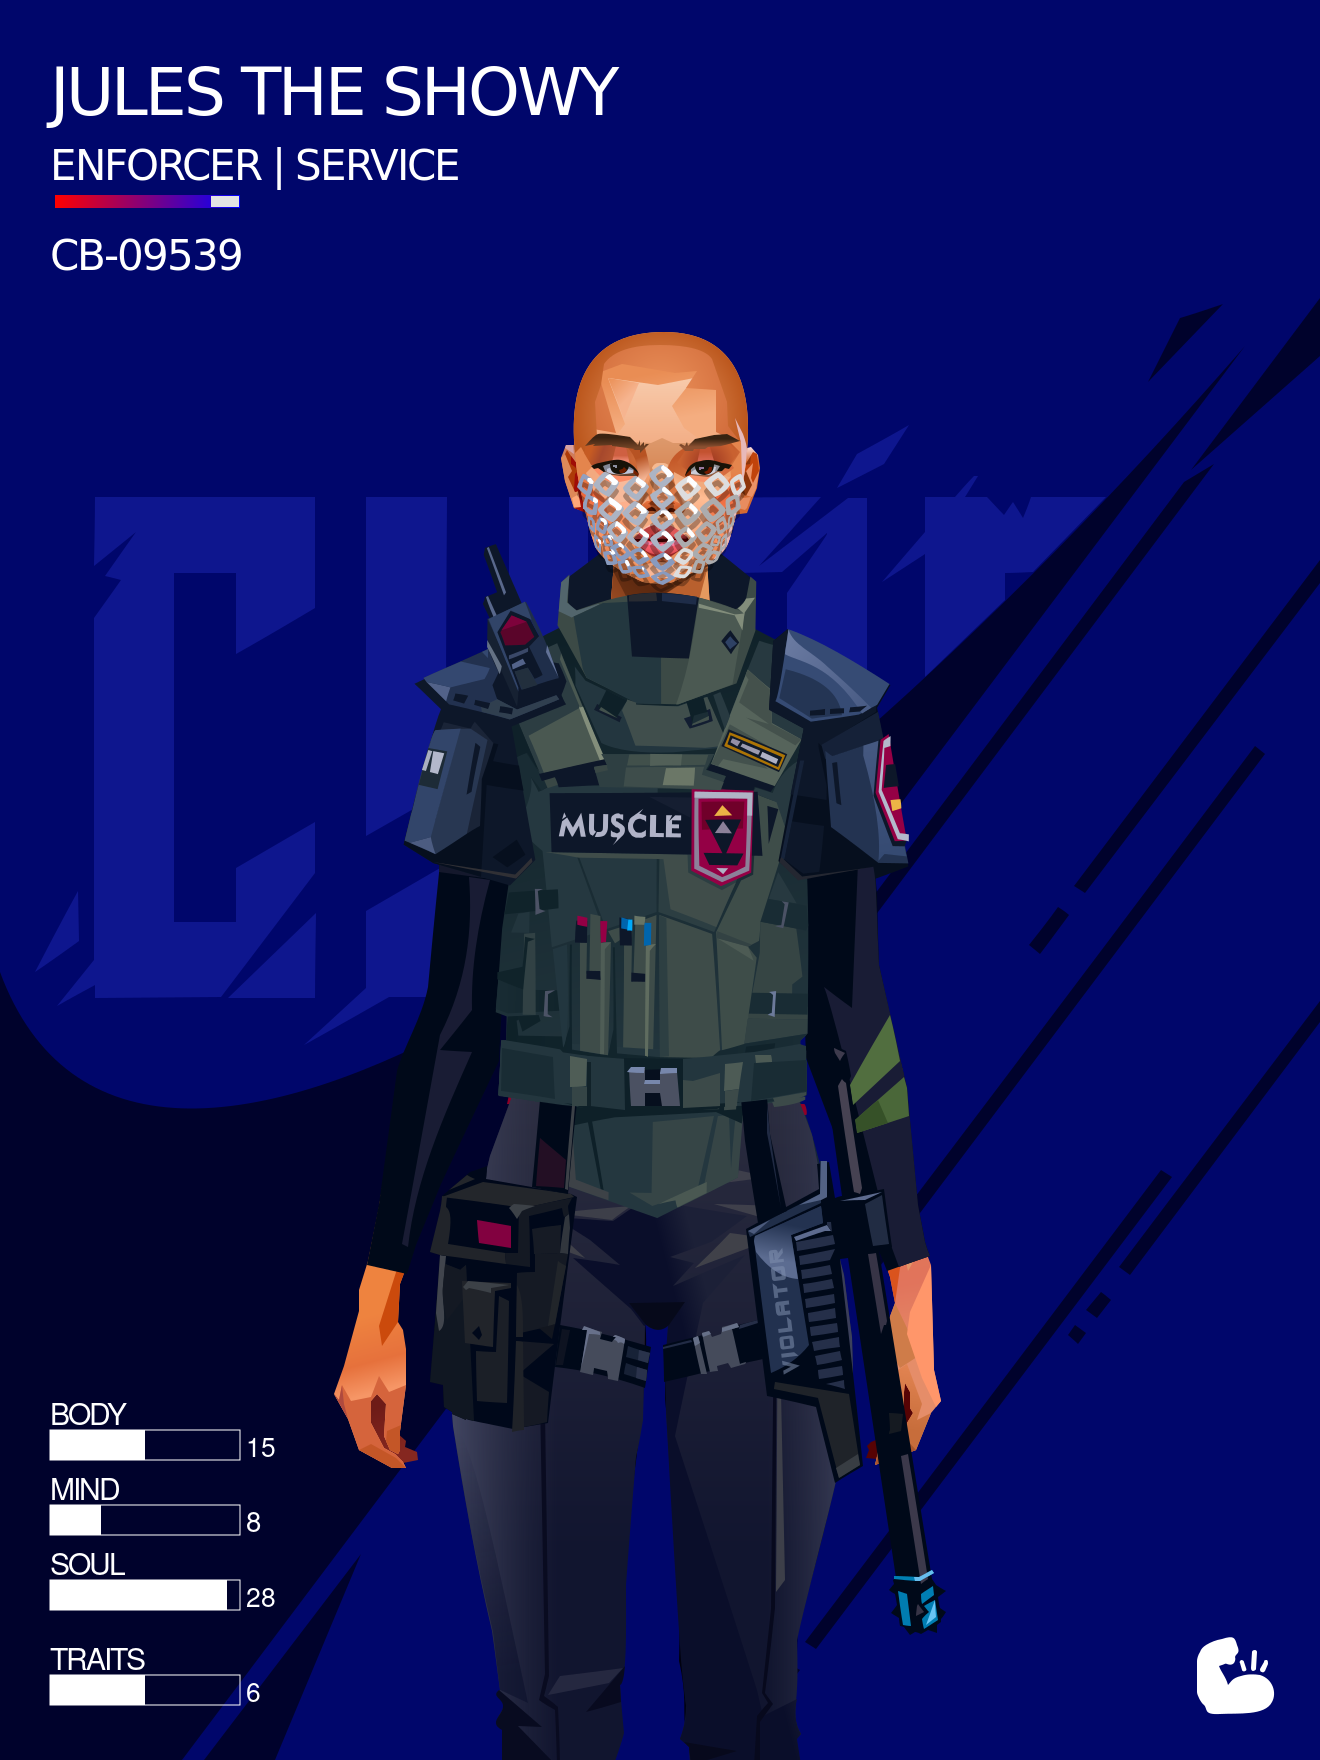 JULES THE SHOWY
ENFORCER | SERVICE
CB-09539
MUSCLE
VIOLATOR
BODY
15
MIND
8
SOUL
28
TRAITS
6